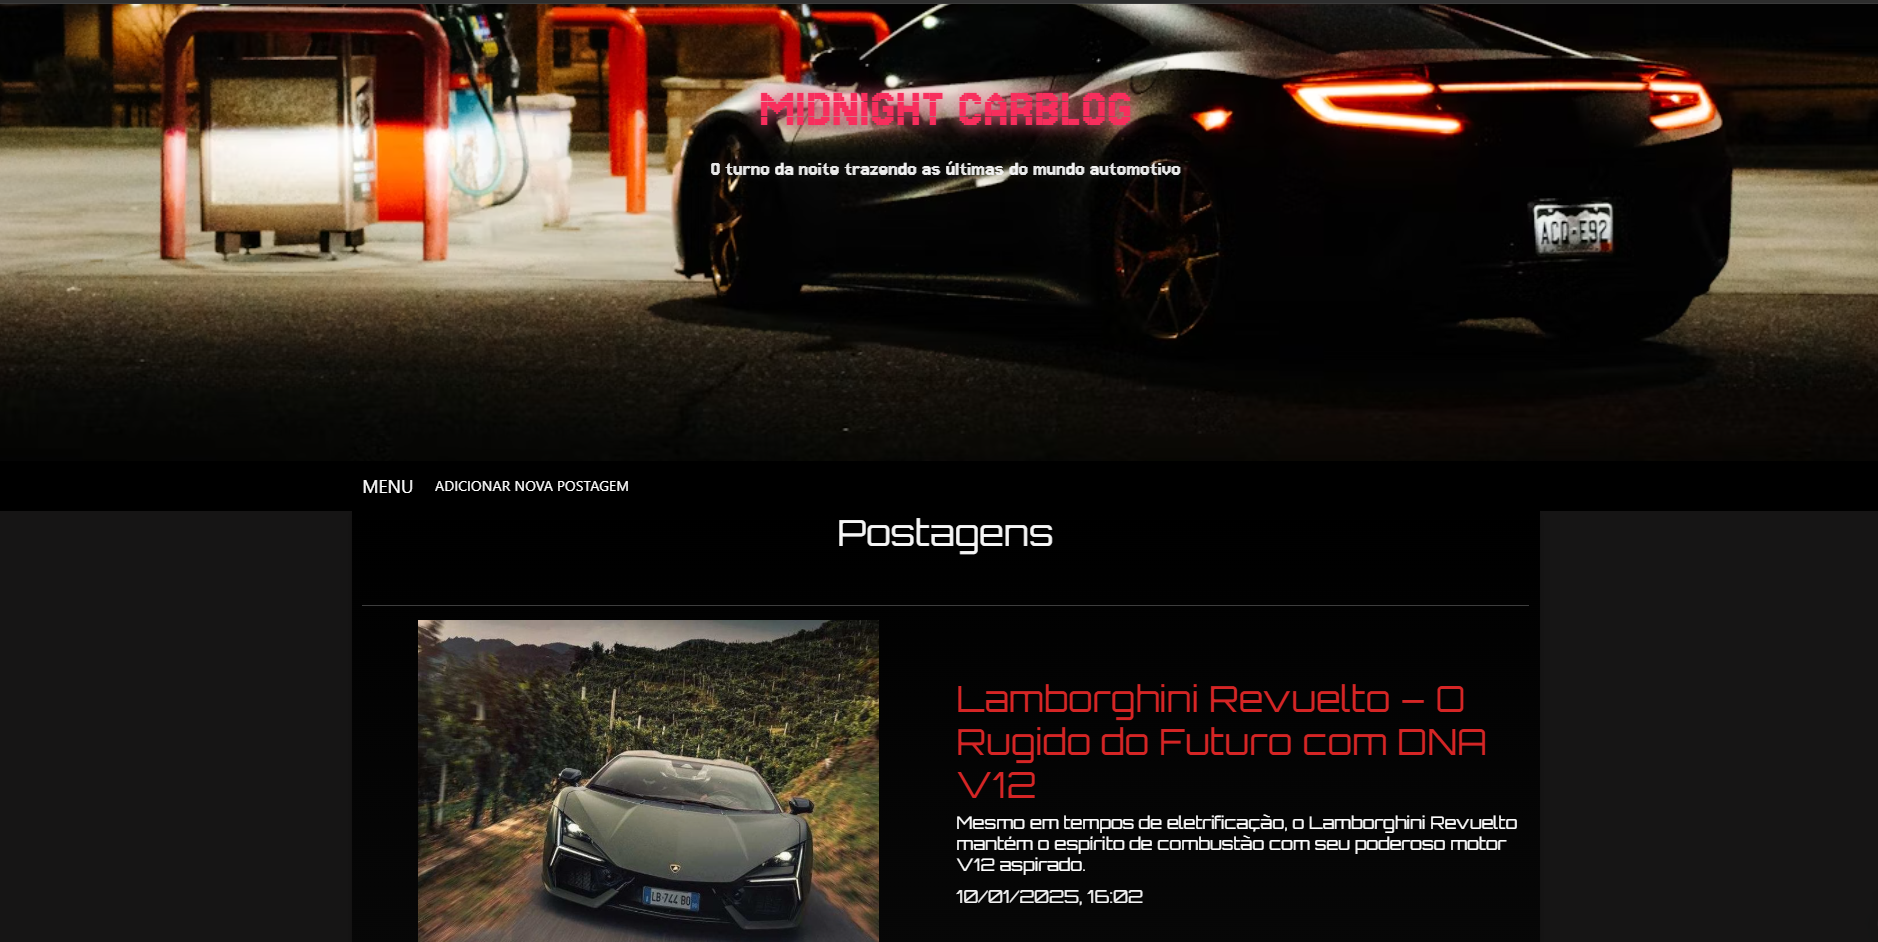 MIDNIGHT CARBLOG
O turno da noite trazendo as últimas do mundo automotivo
ACQ-E92
MENU ADICIONAR NOVA POSTAGEM
Postagens
Lamborghini Revuelto – O
Rugido do Futuro com DNA
V12
Mesmo em tempos de eletrificação, o Lamborghini Revuelto
mantém o espírito de combustão com seu poderoso motor
V12 aspirado.
10/01/2025, 16:02
LB 744 BO